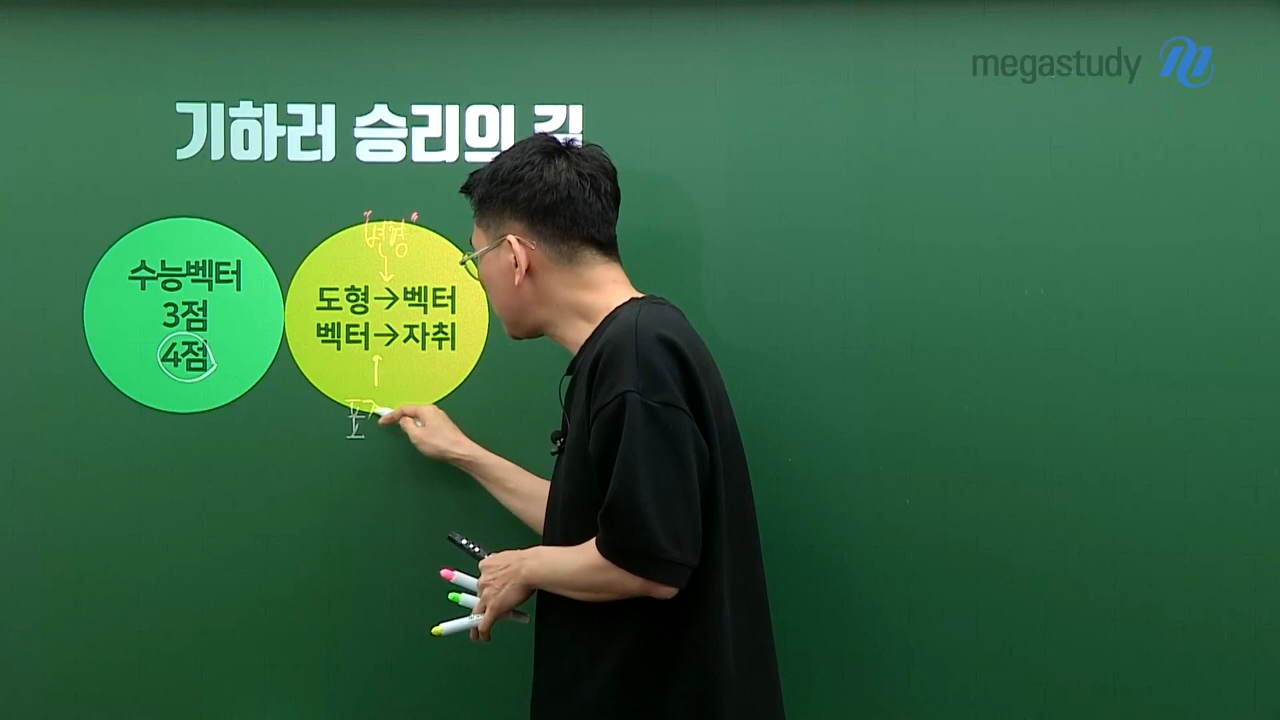 megastudy
기하러 승리의 길
"변형"
수능벡터
3점
4점
도형→벡터
벡터→자취